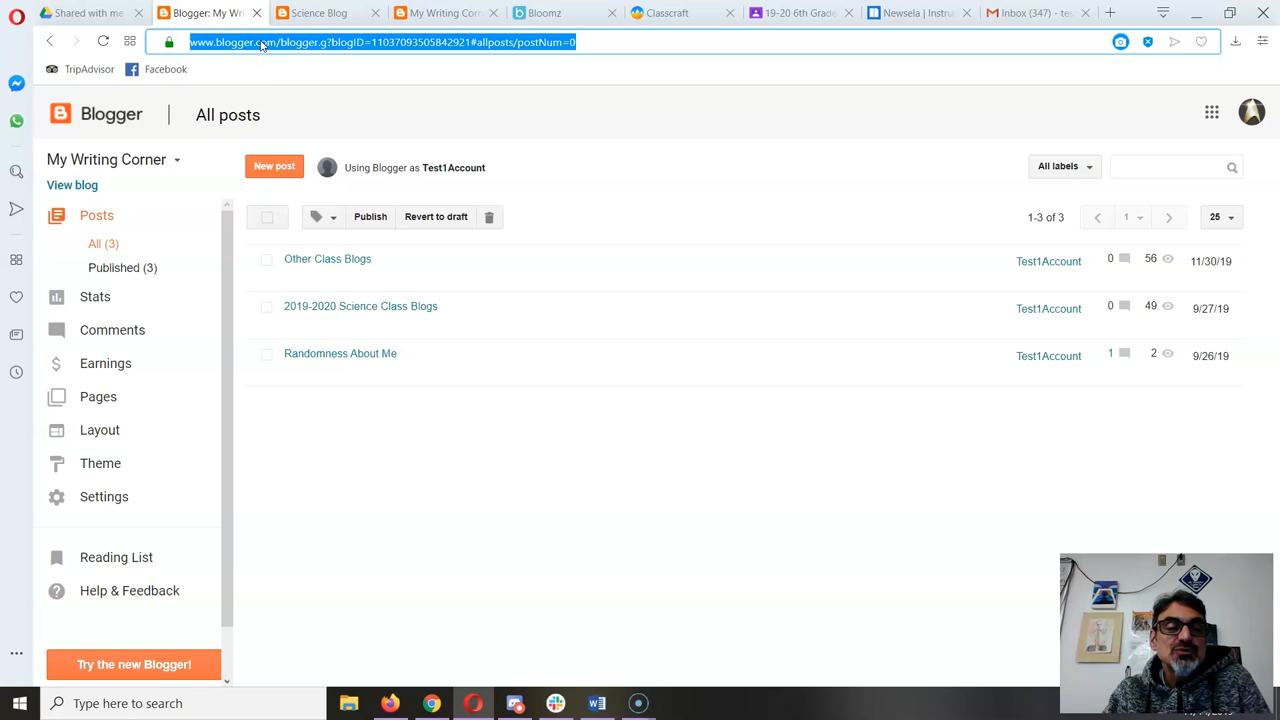 Shared with me
Blogger: My Wri
Science Blog
My Writing Corn
Bloomz
Classcraft
19-20 6th Grade
Newsela | Instru
Inbox (347) - tes
www.blogger.com/blogger.g?blogID=11037093505842921#allposts/postNum=0
TripAdvisor
Facebook
Blogger
All posts
My Writing Corner
View blog
New post
Using Blogger as Test1Account
All labels
Posts
All (3)
Published (3)
Stats
Comments
Earnings
Pages
Layout
Theme
Settings
Reading List
Help & Feedback
Try the new Blogger!
Publish
Revert to draft
1-3 of 3
1
25
Other Class Blogs
Test1Account
0
56
11/30/19
2019-2020 Science Class Blogs
Test1Account
0
49
9/27/19
Randomness About Me
Test1Account
1
2
9/26/19
Type here to search